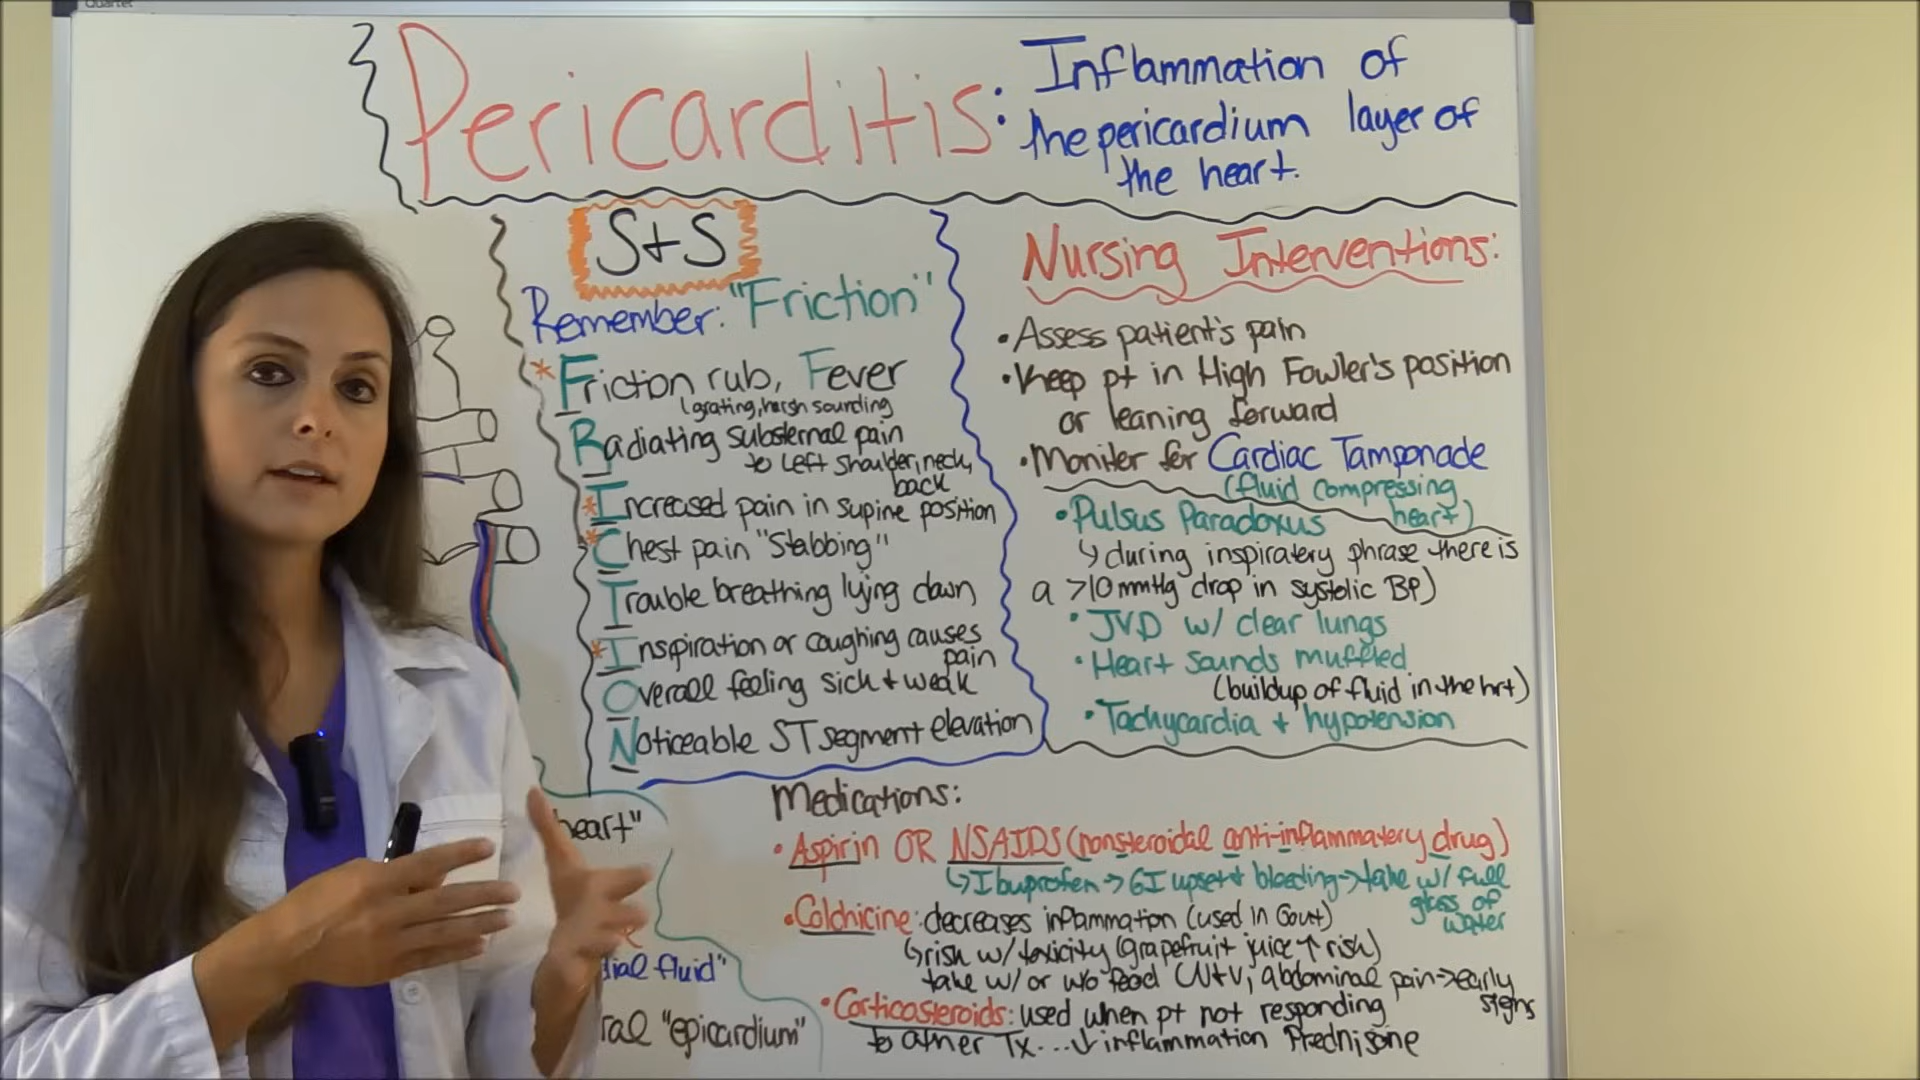 Quartet
Pericarditis:
Inflammation of
the pericardium layer of
the heart.
S+S
Remember: "Friction"
*Friction rub, Fever
(grating, harsh sounding
Radiating substernal pain
to left shoulder, neck,
back
*Increased pain in supine position
*Chest pain "Stabbing"
Trouble breathing lying down
*Inspiration or coughing causes
pain
Overall feeling sick + weak
Noticeable ST segment elevation
Nursing Interventions:
• Assess patient's pain
• Keep pt in High Fowler's position
or leaning forward
• Moniter for Cardiac Tamponade
(fluid compressing
heart)
• Pulsus Paradoxus
↳ during inspiratery phrase there is
a >10 mmHg drop in systolic BP)
• JVD w/ clear lungs
• Heart sounds muffled
(buildup of fluid in the hrt)
• Tachycardia + hypotension
Medications:
• Aspirin OR NSAIDS (nonsteroidal anti-inflammatery drug)
↳ Ibuprofen → GI upset + bleeding → take w/ full
glass of
water
• Colchicine: decreases inflammation (used in Gout)
↳ risk w/ toxicity (grapefruit juice ↑ risk)
take w/ or w/o food (N+V, abdominal pain → early
signs
• Corticosteroids: used when pt not responding
to other Tx... ↓ inflammation Prednisone
heart"
dial fluid"
ral "epicardium"